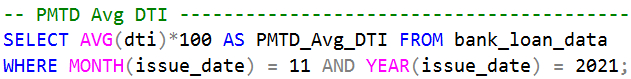 -- PMTD Avg DTI -----------------------------------------
SELECT AVG(dti)*100 AS PMTD_Avg_DTI FROM bank_loan_data
WHERE MONTH(issue_date) = 11 AND YEAR(issue_date) = 2021;